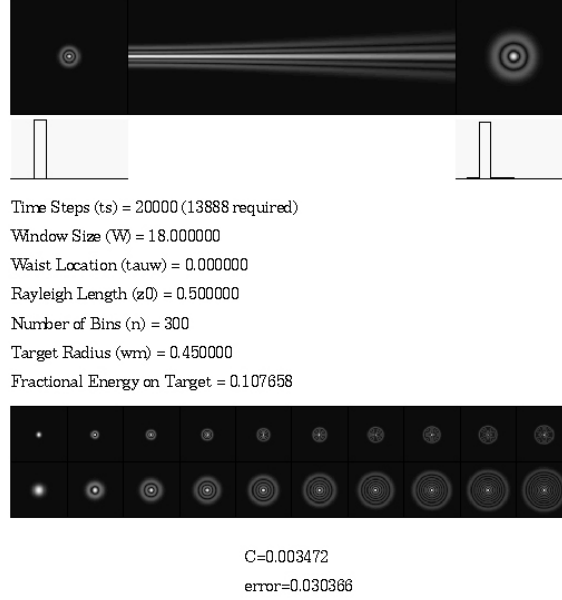 Time Steps (ts) = 20000 (13888 required)
Window Size (W) = 18.000000
Waist Location (tauw) = 0.000000
Rayleigh Length (z0) = 0.500000
Number of Bins (n) = 300
Target Radius (wm) = 0.450000
Fractional Energy on Target = 0.107658
C=0.003472
error=0.030366